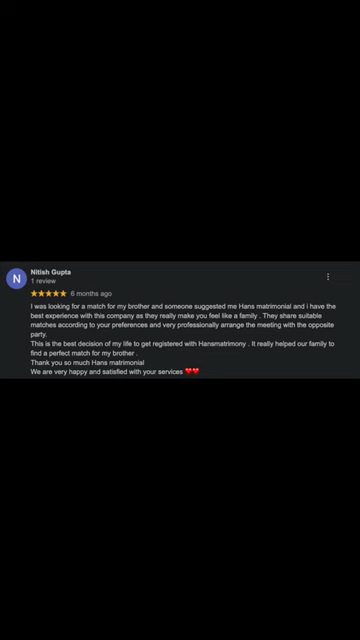 N
Nitish Gupta
1 review
★★★★★ 6 months ago
I was looking for a match for my brother and someone suggested me Hans matrimonial and i have the
best experience with this company as they really make you feel like a family . They share suitable
matches according to your preferences and very professionally arrange the meeting with the opposite
party.
This is the best decision of my life to get registered with Hansmatrimony . It really helped our family to
find a perfect match for my brother .
Thank you so much Hans matrimonial
We are very happy and satisfied with your services ❤️❤️